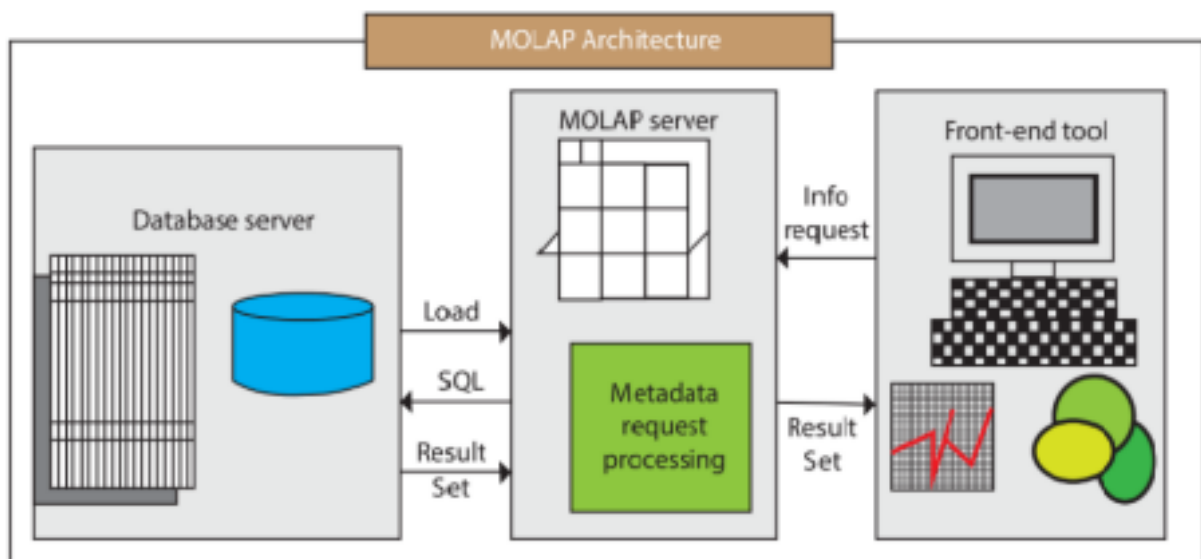 MOLAP Architecture
Database server
Load
SQL
Result
Set
MOLAP server
Metadada
request
processing
Info
request
Result
Set
Front-end tool